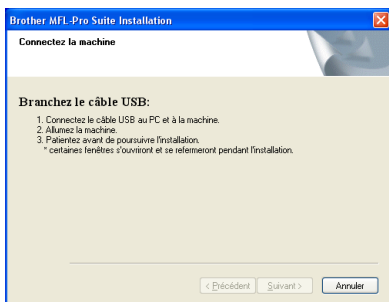 Brother MFL-Pro Suite Installation
Connectez la machine
Branchez le câble USB:
1. Connectez le câble USB au PC et à la machine.
2. Allumez la machine.
3. Patientez avant de poursuivre l'installation.
* certaines fenêtres s'ouvriront et se refermeront pendant l'installation.
< Précédent Suivant > Annuler